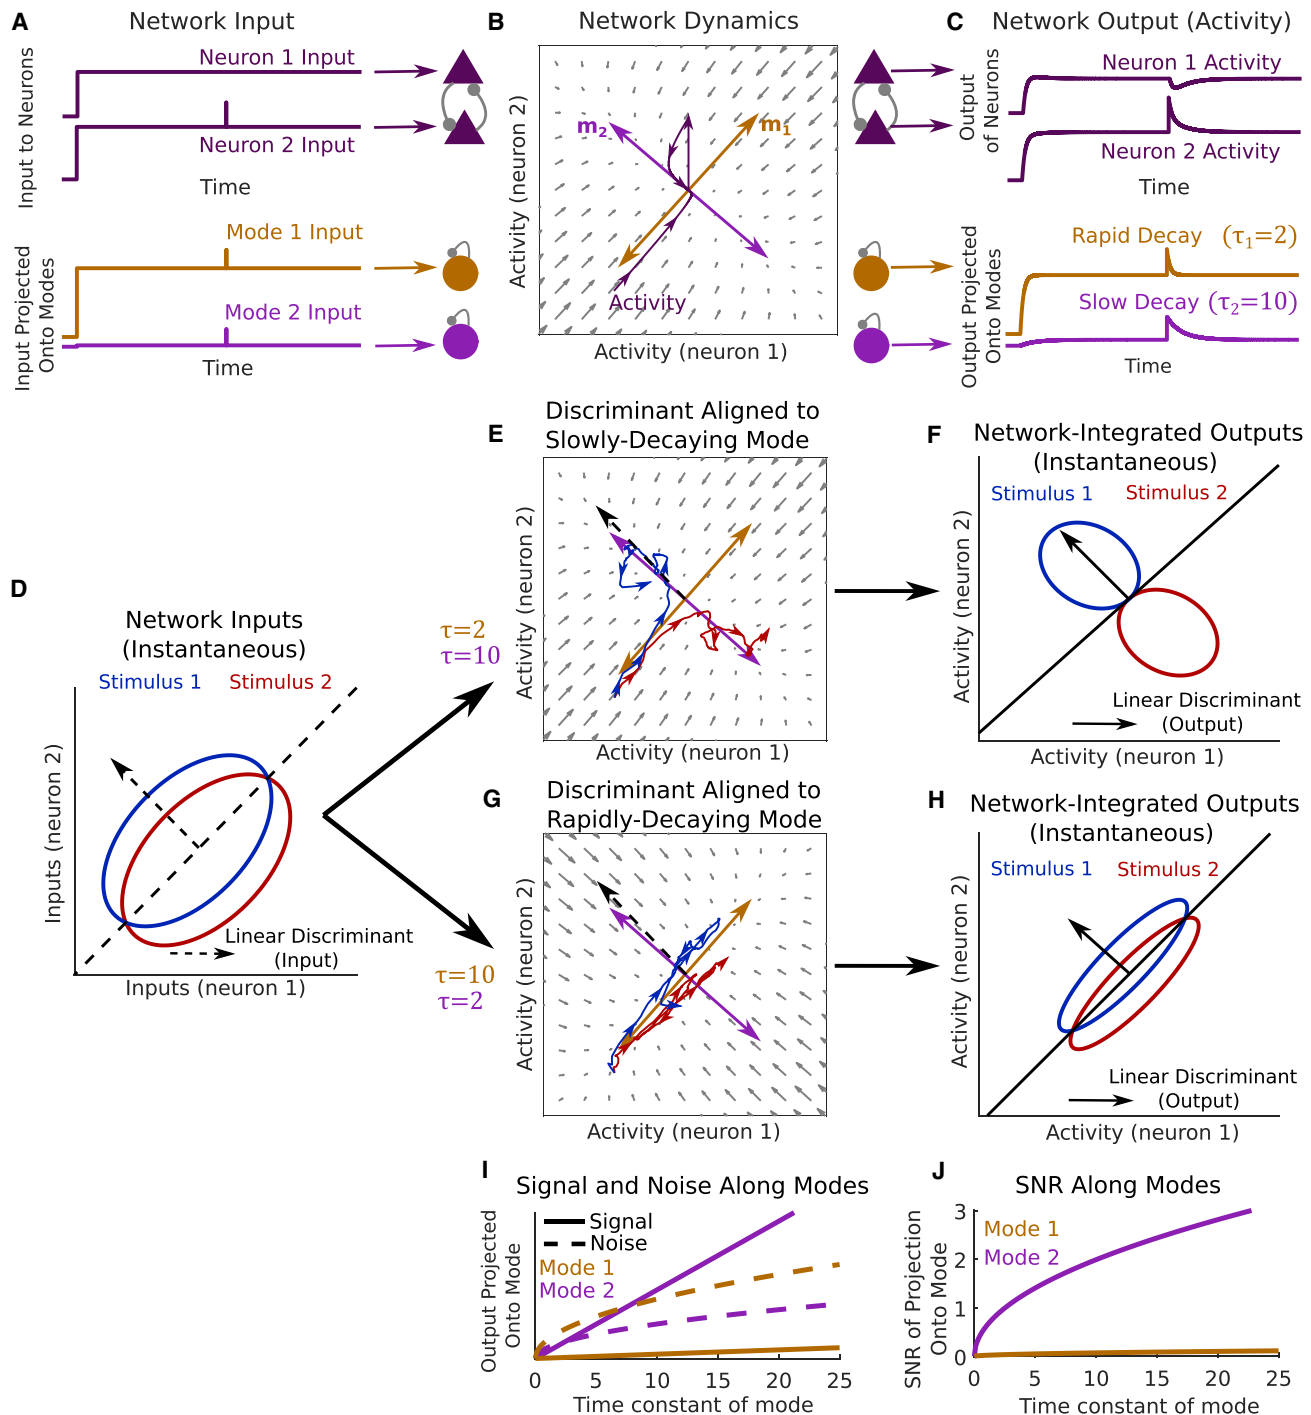 A
Network Input
Input to Neurons
Neuron 1 Input
Neuron 2 Input
Time
Input Projected
Onto Modes
Mode 1 Input
Mode 2 Input
Time
B
Network Dynamics
Activity (neuron 2)
m2
m1
Activity
Activity (neuron 1)
C
Network Output (Activity)
Output
of Neurons
Neuron 1 Activity
Neuron 2 Activity
Time
Output Projected
Onto Modes
Rapid Decay (τ1=2)
Slow Decay (τ2=10)
Time
D
Network Inputs
(Instantaneous)
Stimulus 1
Stimulus 2
Inputs (neuron 2)
Linear Discriminant
(Input)
Inputs (neuron 1)
τ=2
τ=10
τ=10
τ=2
E
Discriminant Aligned to
Slowly-Decaying Mode
Activity (neuron 2)
Activity (neuron 1)
F
Network-Integrated Outputs
(Instantaneous)
Stimulus 1
Stimulus 2
Activity (neuron 2)
Linear Discriminant
(Output)
Activity (neuron 1)
G
Discriminant Aligned to
Rapidly-Decaying Mode
Activity (neuron 2)
Activity (neuron 1)
H
Network-Integrated Outputs
(Instantaneous)
Stimulus 1
Stimulus 2
Activity (neuron 2)
Linear Discriminant
(Output)
Activity (neuron 1)
I
Signal and Noise Along Modes
Output Projected
Onto Mode
Signal
Noise
Mode 1
Mode 2
0 5 10 15 20 25
Time constant of mode
J
SNR Along Modes
SNR of Projection
Onto Mode
Mode 1
Mode 2
3
2
1
0
0 5 10 15 20 25
Time constant of mode